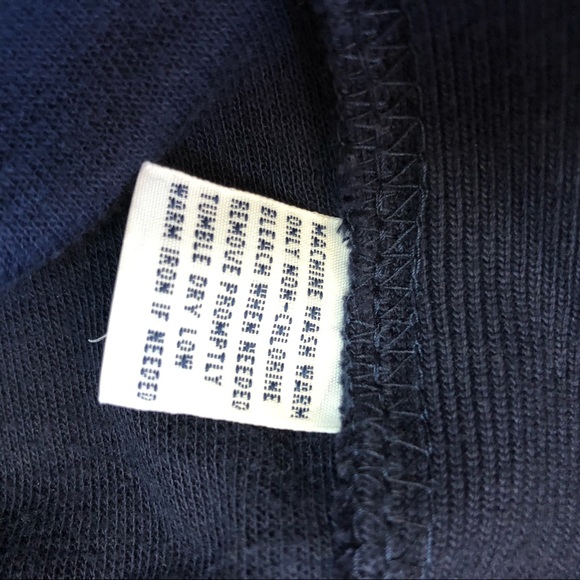 MACHINE WASH WARM
ONLY NON-CHLORINE
BLEACH WHEN NEEDED
REMOVE PROMPTLY
TUMBLE DRY LOW
WARM IRON IF NEEDED